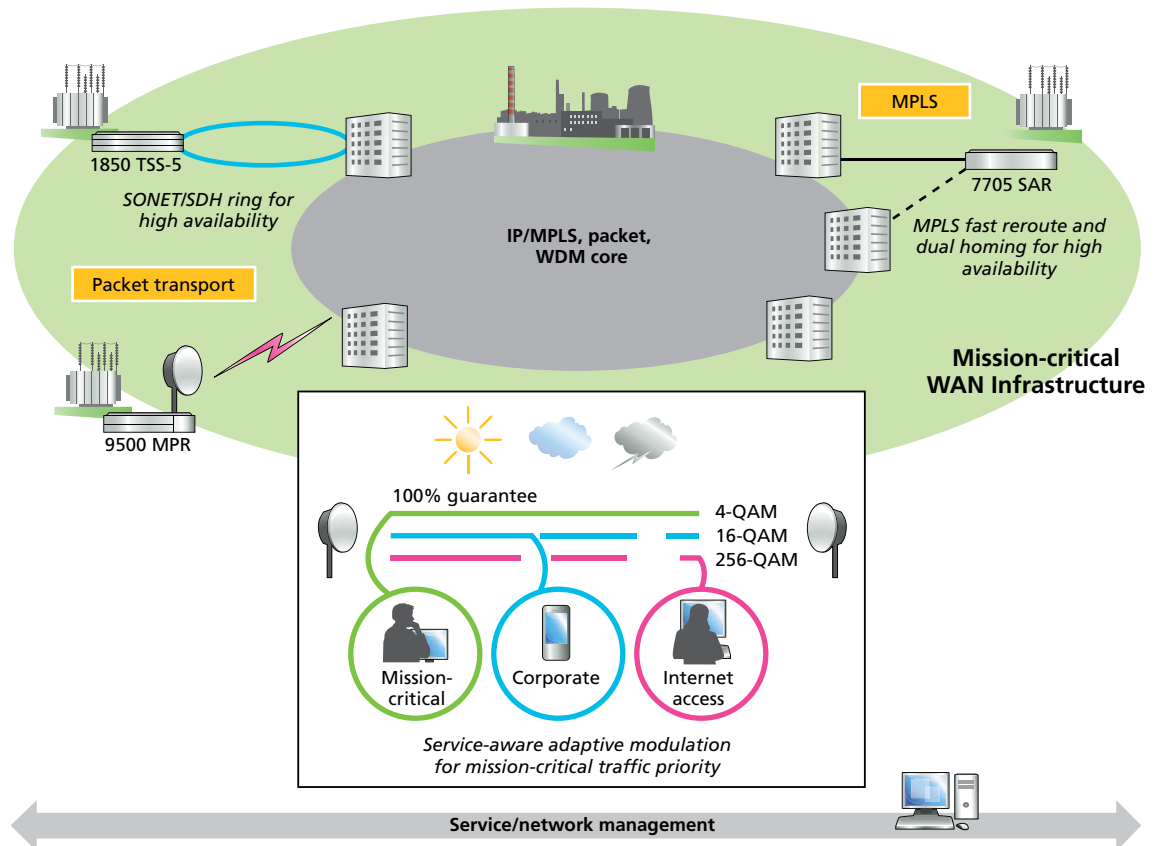 MPLS
1850 TSS-5
7705 SAR
SONET/SDH ring for
high availability
IP/MPLS, packet,
WDM core
MPLS fast reroute and
dual homing for high
availability
Packet transport
Mission-critical
WAN Infrastructure
9500 MPR
100% guarantee
4-QAM
16-QAM
256-QAM
Mission-
critical
Corporate
Internet
access
Service-aware adaptive modulation
for mission-critical traffic priority
Service/network management